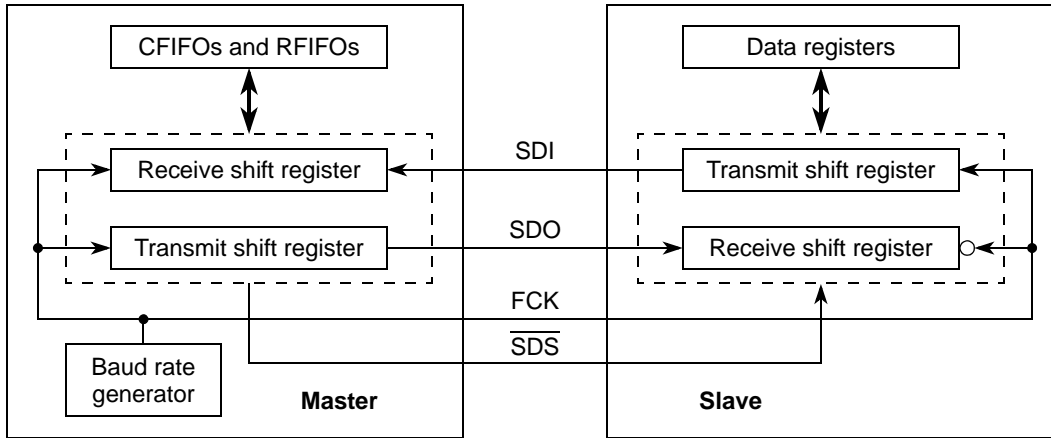 CFIFOs and RFIFOs
Data registers
Receive shift register
SDI
Transmit shift register
Transmit shift register
SDO
Receive shift register
FCK
SDS
Baud rate
generator
Master
Slave